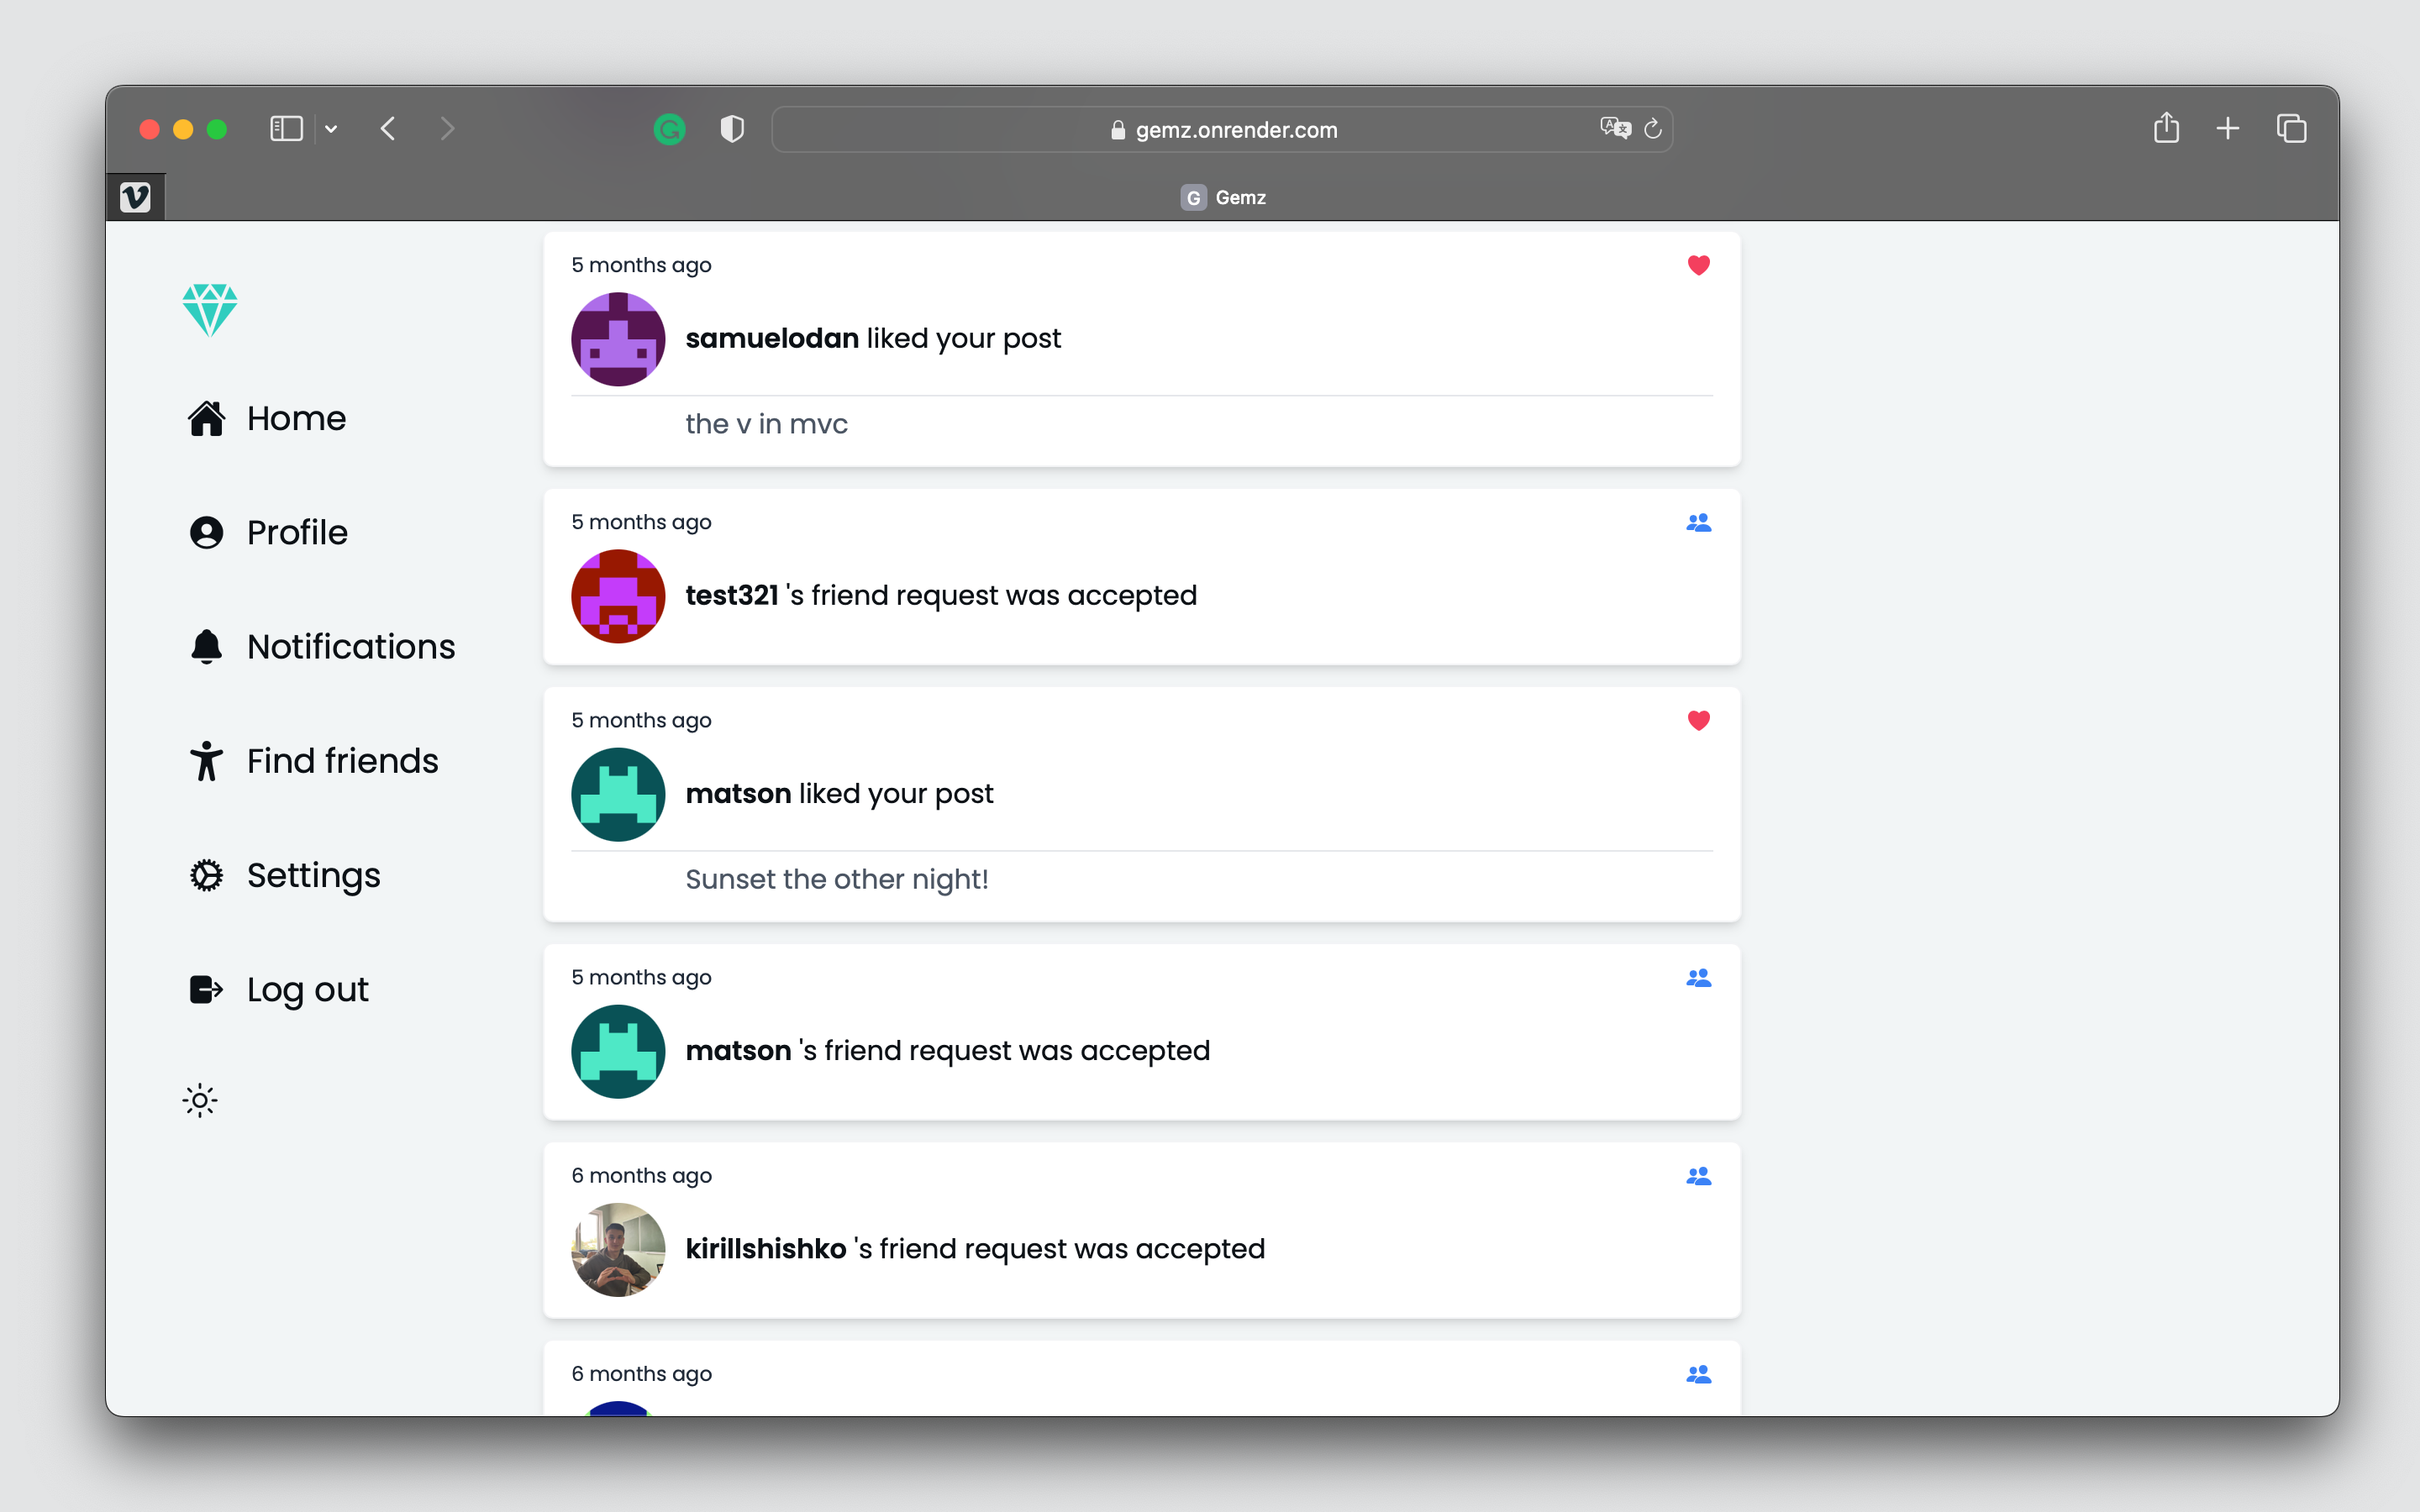 gemz.onrender.com
G Gemz
Home
Profile
Notifications
Find friends
Settings
Log out
5 months ago
samuelodan liked your post
the v in mvc
5 months ago
test321 's friend request was accepted
5 months ago
matson liked your post
Sunset the other night!
5 months ago
matson 's friend request was accepted
6 months ago
kirillshishko 's friend request was accepted
6 months ago